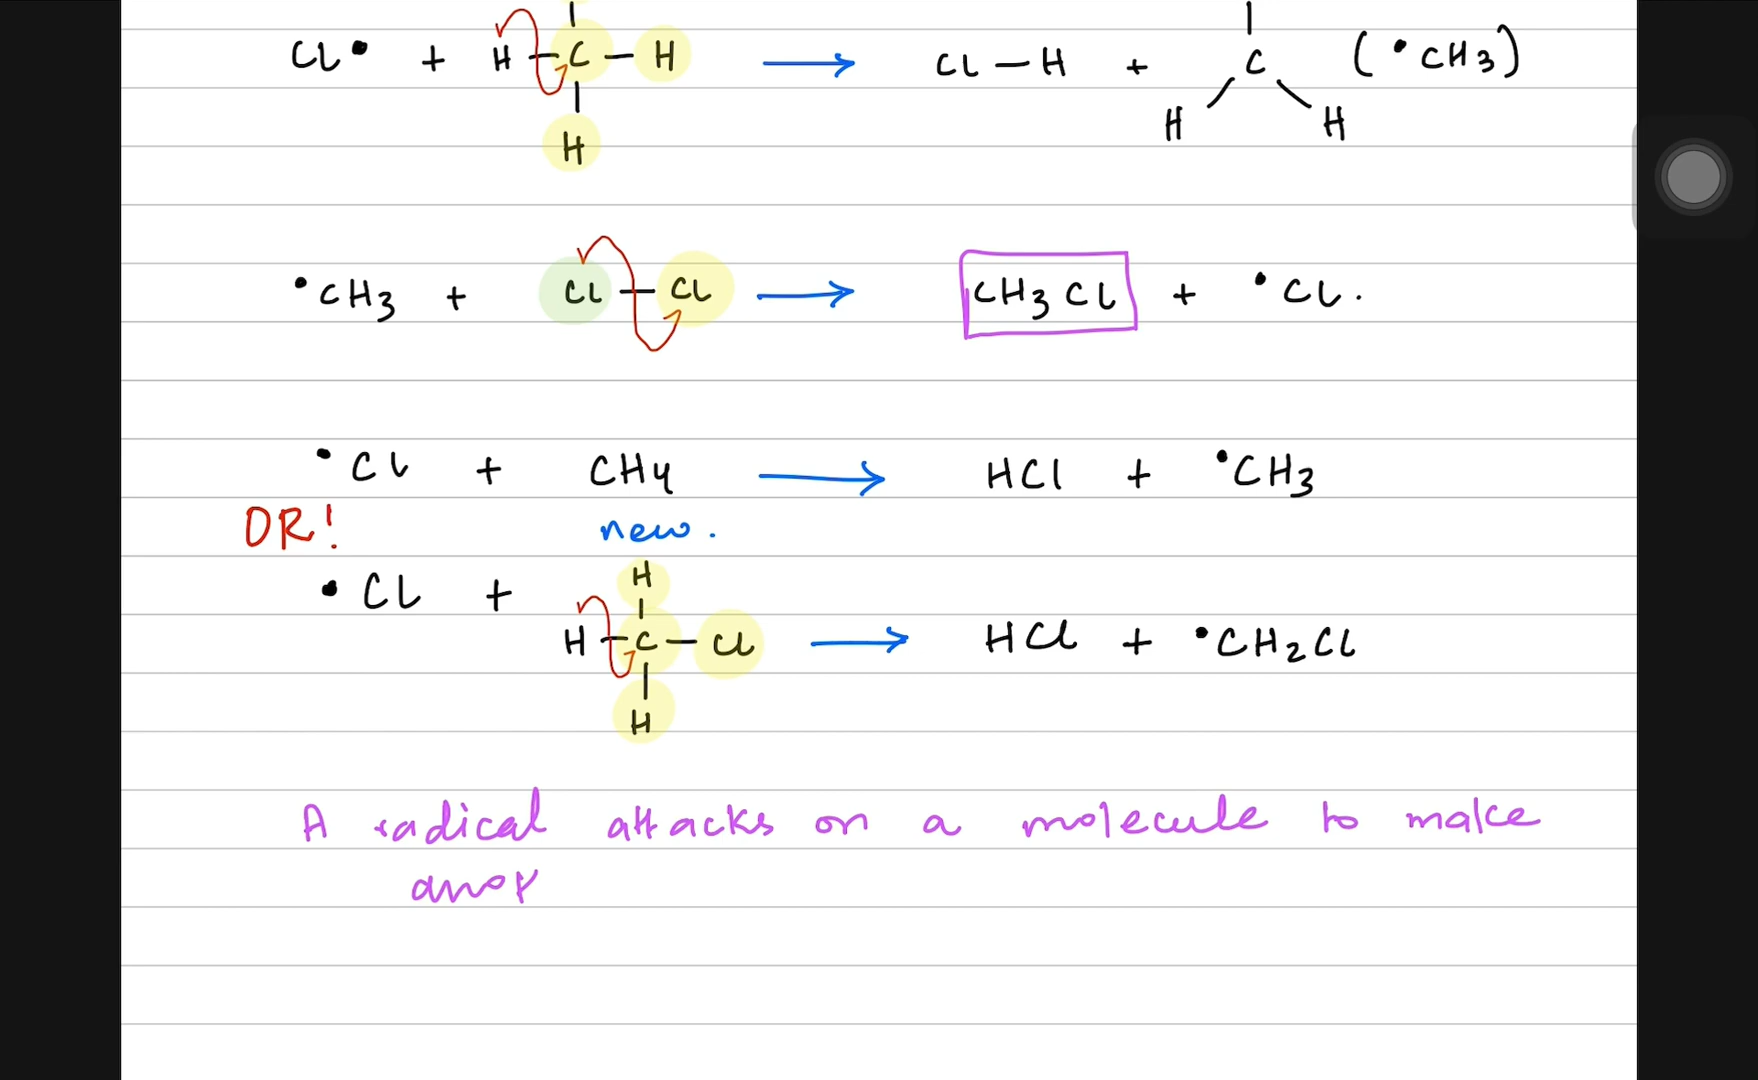 Cl• + H–C–H → Cl–H + C (•CH3)
H H H
•CH3 + Cl–Cl → CH3Cl + •Cl.
•Cl + CH4 → HCl + •CH3
OR! new.
H
•Cl +
H–C–Cl → HCl + •CH2Cl
H
A radical attacks on a molecule to make